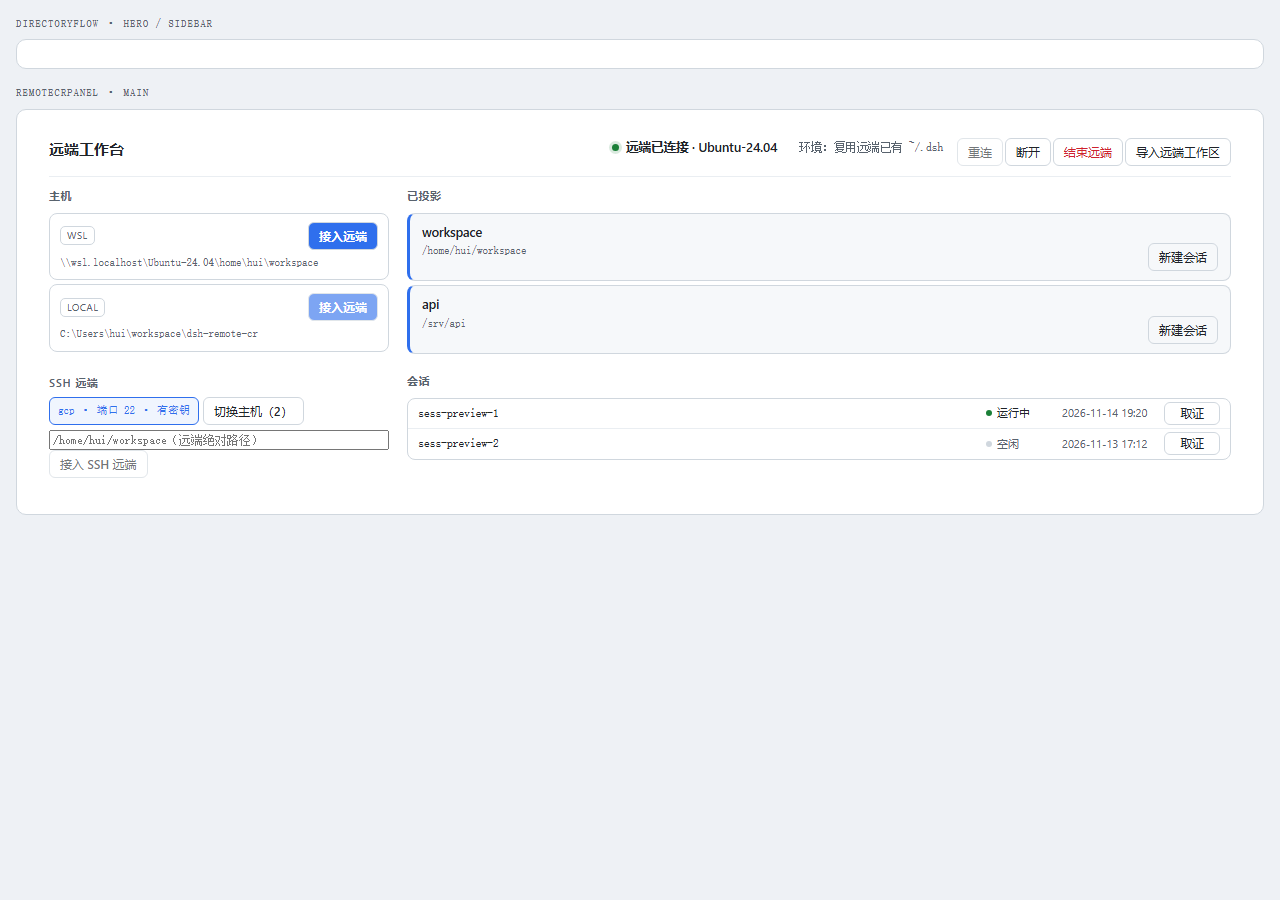 DIRECTORYFLOW • HERO / SIDEBAR
REMOTECRPANEL • MAIN
远端工作台
远端已连接 · Ubuntu-24.04
环境：复用远端已有 ~/.dsh
重连
断开
结束远端
导入远端工作区
主机
WSL
接入远端
\\wsl.localhost\Ubuntu-24.04\home\hui\workspace
LOCAL
接入远端
C:\Users\hui\workspace\dsh-remote-cr
SSH 远端
gcp • 端口 22 • 有密钥
切换主机（2）
/home/hui/workspace（远端绝对路径）
接入 SSH 远端
已投影
workspace
/home/hui/workspace
新建会话
api
/srv/api
新建会话
会话
sess-preview-1
运行中
2026-11-14 19:20
取证
sess-preview-2
空闲
2026-11-13 17:12
取证